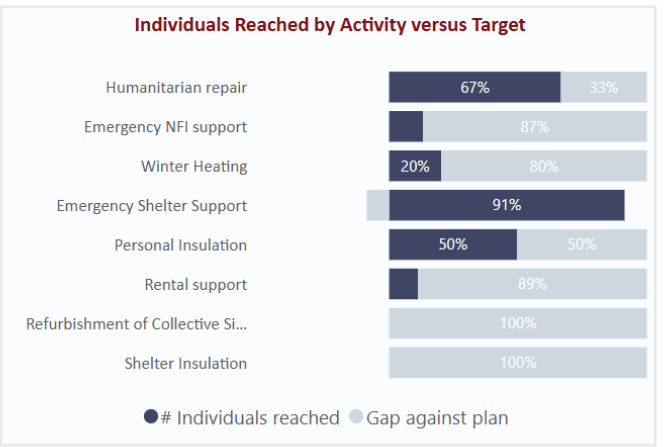 Individuals Reached by Activity versus Target
Humanitarian repair 67% 33%
Emergency NFI support 87%
Winter Heating 20% 80%
Emergency Shelter Support 91%
Personal Insulation 50% 50%
Rental support 89%
Refurbishment of Collective Si... 100%
Shelter Insulation 100%
# Individuals reached Gap against plan